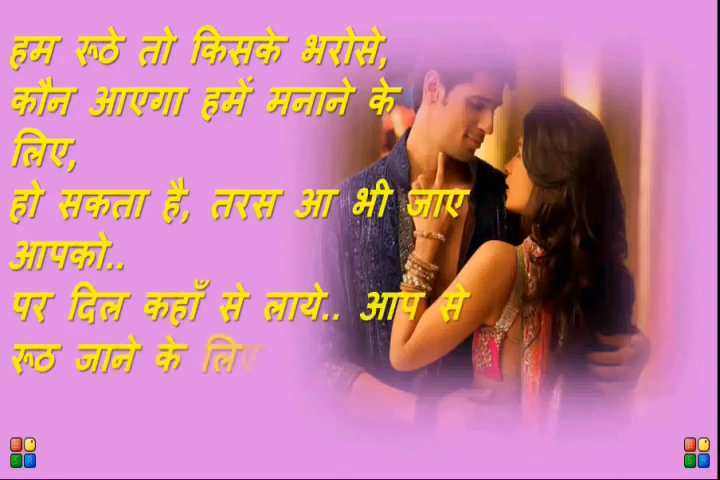 हम रूठे तो किसके भरोसे,
कौन आएगा हमें मनाने के
लिए,
हो सकता है, तरस आ भी जाए
आपको..
पर दिल कहाँ से लाये.. आप से
रूठ जाने के लिए